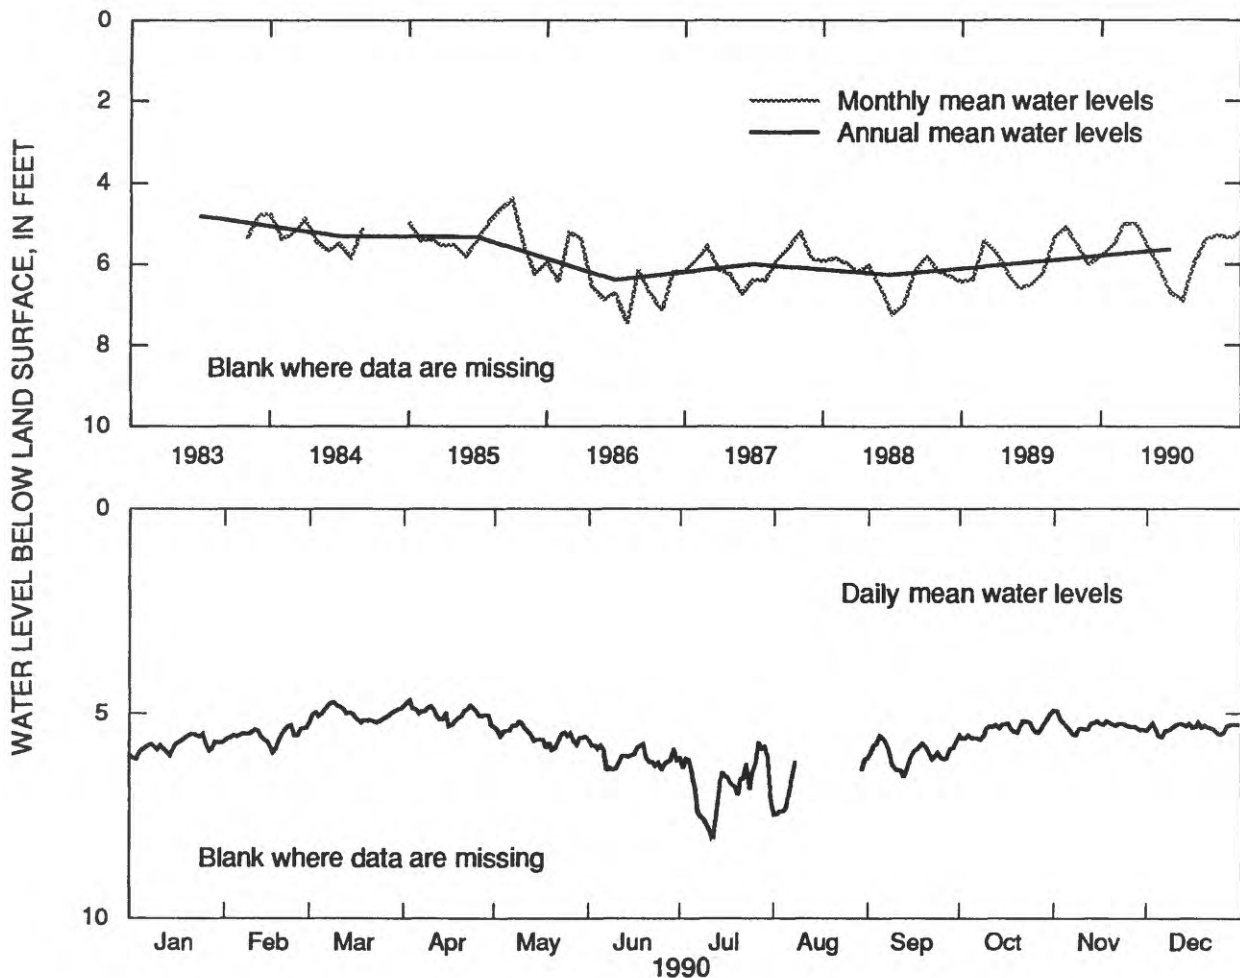 WATER LEVEL BELOW LAND SURFACE, IN FEET
0
2
4
6
8
10
Monthly mean water levels
Annual mean water levels
Blank where data are missing
1983 1984 1985 1986 1987 1988 1989 1990
0
5
10
Daily mean water levels
Blank where data are missing
Jan Feb Mar Apr May Jun Jul Aug Sep Oct Nov Dec
1990